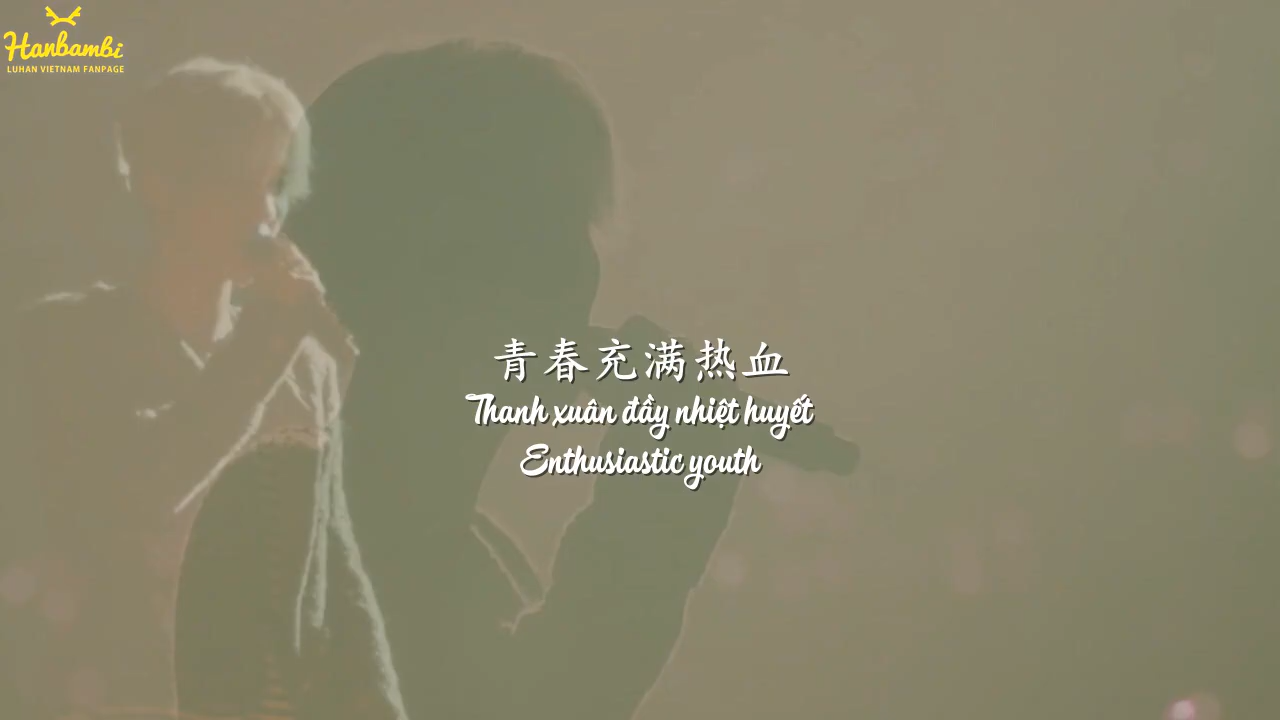 Hanbambi
LUHAN VIETNAM FANPAGE
青春充满热血
Thanh xuân đầy nhiệt huyết
Enthusiastic youth